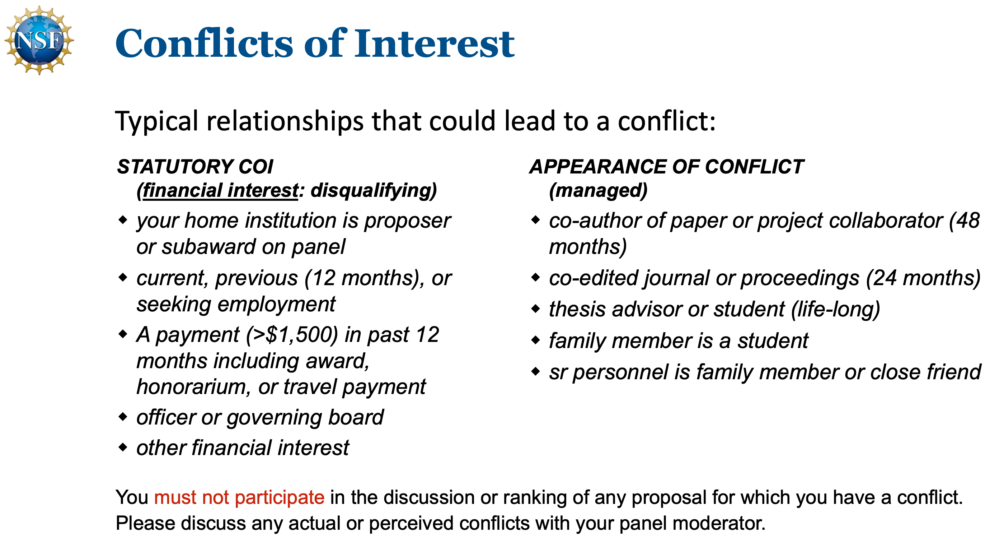 NSF
Conflicts of Interest
Typical relationships that could lead to a conflict:
STATUTORY COI
(financial interest: disqualifying)
◆ your home institution is proposer
or subaward on panel
◆ current, previous (12 months), or
seeking employment
◆ A payment (>$1,500) in past 12
months including award,
honorarium, or travel payment
◆ officer or governing board
◆ other financial interest
APPEARANCE OF CONFLICT
(managed)
◆ co-author of paper or project collaborator (48
months)
◆ co-edited journal or proceedings (24 months)
◆ thesis advisor or student (life-long)
◆ family member is a student
◆ sr personnel is family member or close friend
You must not participate in the discussion or ranking of any proposal for which you have a conflict.
Please discuss any actual or perceived conflicts with your panel moderator.